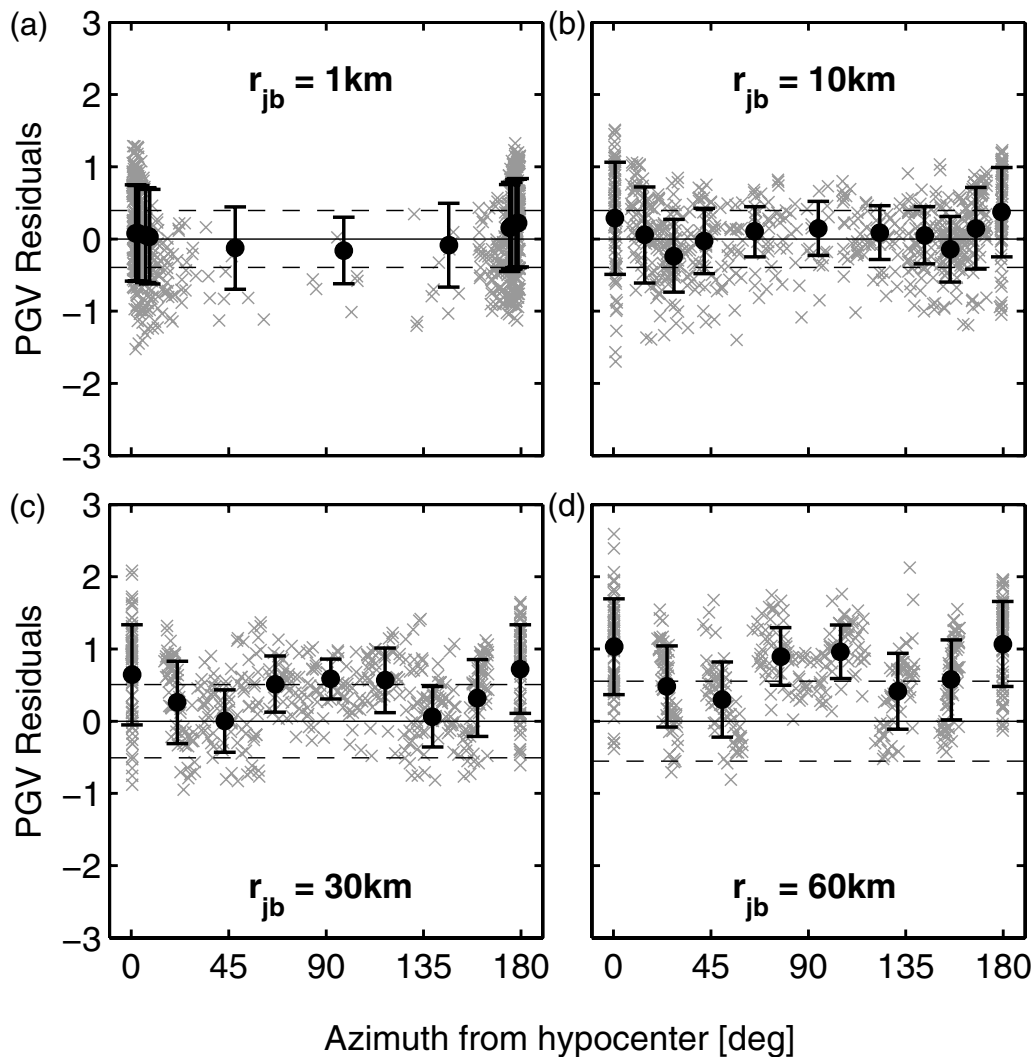 (a)
r_jb = 1km
3
2
1
0
−1
−2
−3
PGV Residuals
(b)
r_jb = 10km
(c)
r_jb = 30km
3
2
1
0
−1
−2
−3
PGV Residuals
0 45 90 135 180
(d)
r_jb = 60km
0 45 90 135 180
Azimuth from hypocenter [deg]